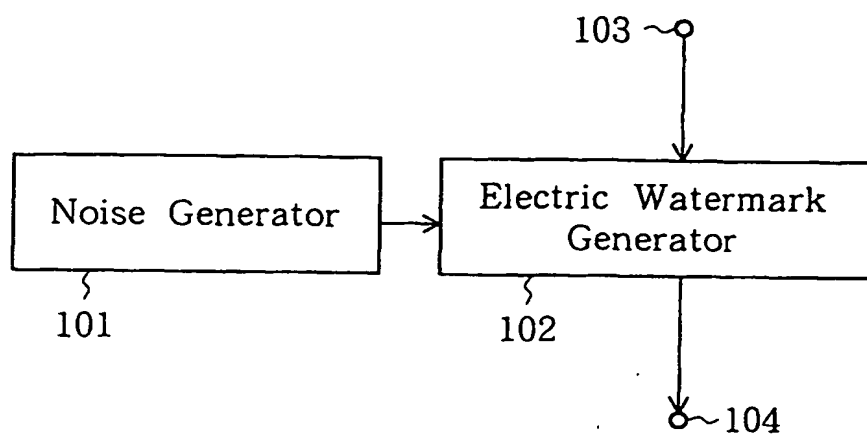 103
Noise Generator
Electric Watermark
Generator
101
102
104